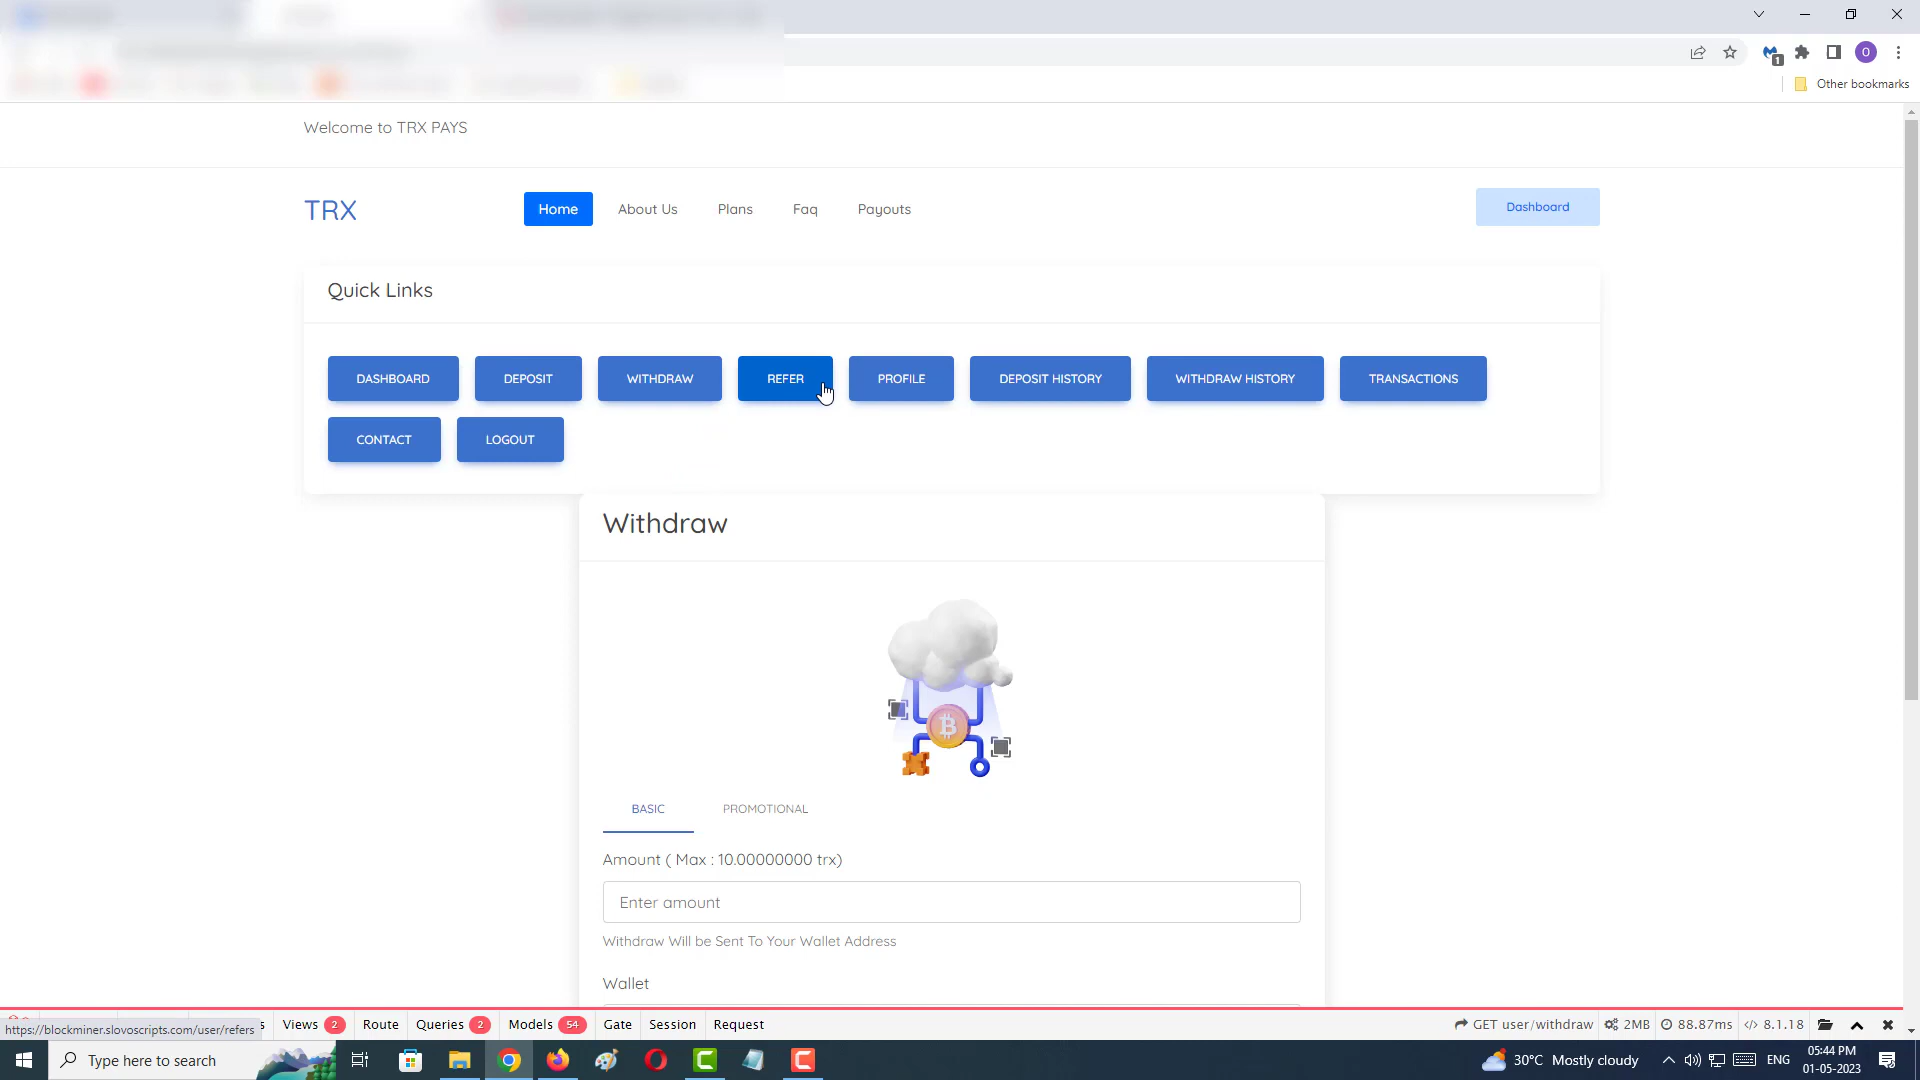 1
O
Other bookmarks
Welcome to TRX PAYS
TRX
Home About Us Plans Faq Payouts
Dashboard
Quick Links
DASHBOARD DEPOSIT WITHDRAW REFER PROFILE DEPOSIT HISTORY WITHDRAW HISTORY TRANSACTIONS
CONTACT LOGOUT
Withdraw
BASIC PROMOTIONAL
Amount ( Max : 10.00000000 trx)
Enter amount
Withdraw Will be Sent To Your Wallet Address
Wallet
https://blockminer.slovoscripts.com/user/refers
Views 2 Route Queries 2 Models 54 Gate Session Request
GET user/withdraw 2MB 88.87ms 8.1.18
Type here to search
30°C Mostly cloudy
ENG
05:44 PM
01-05-2023